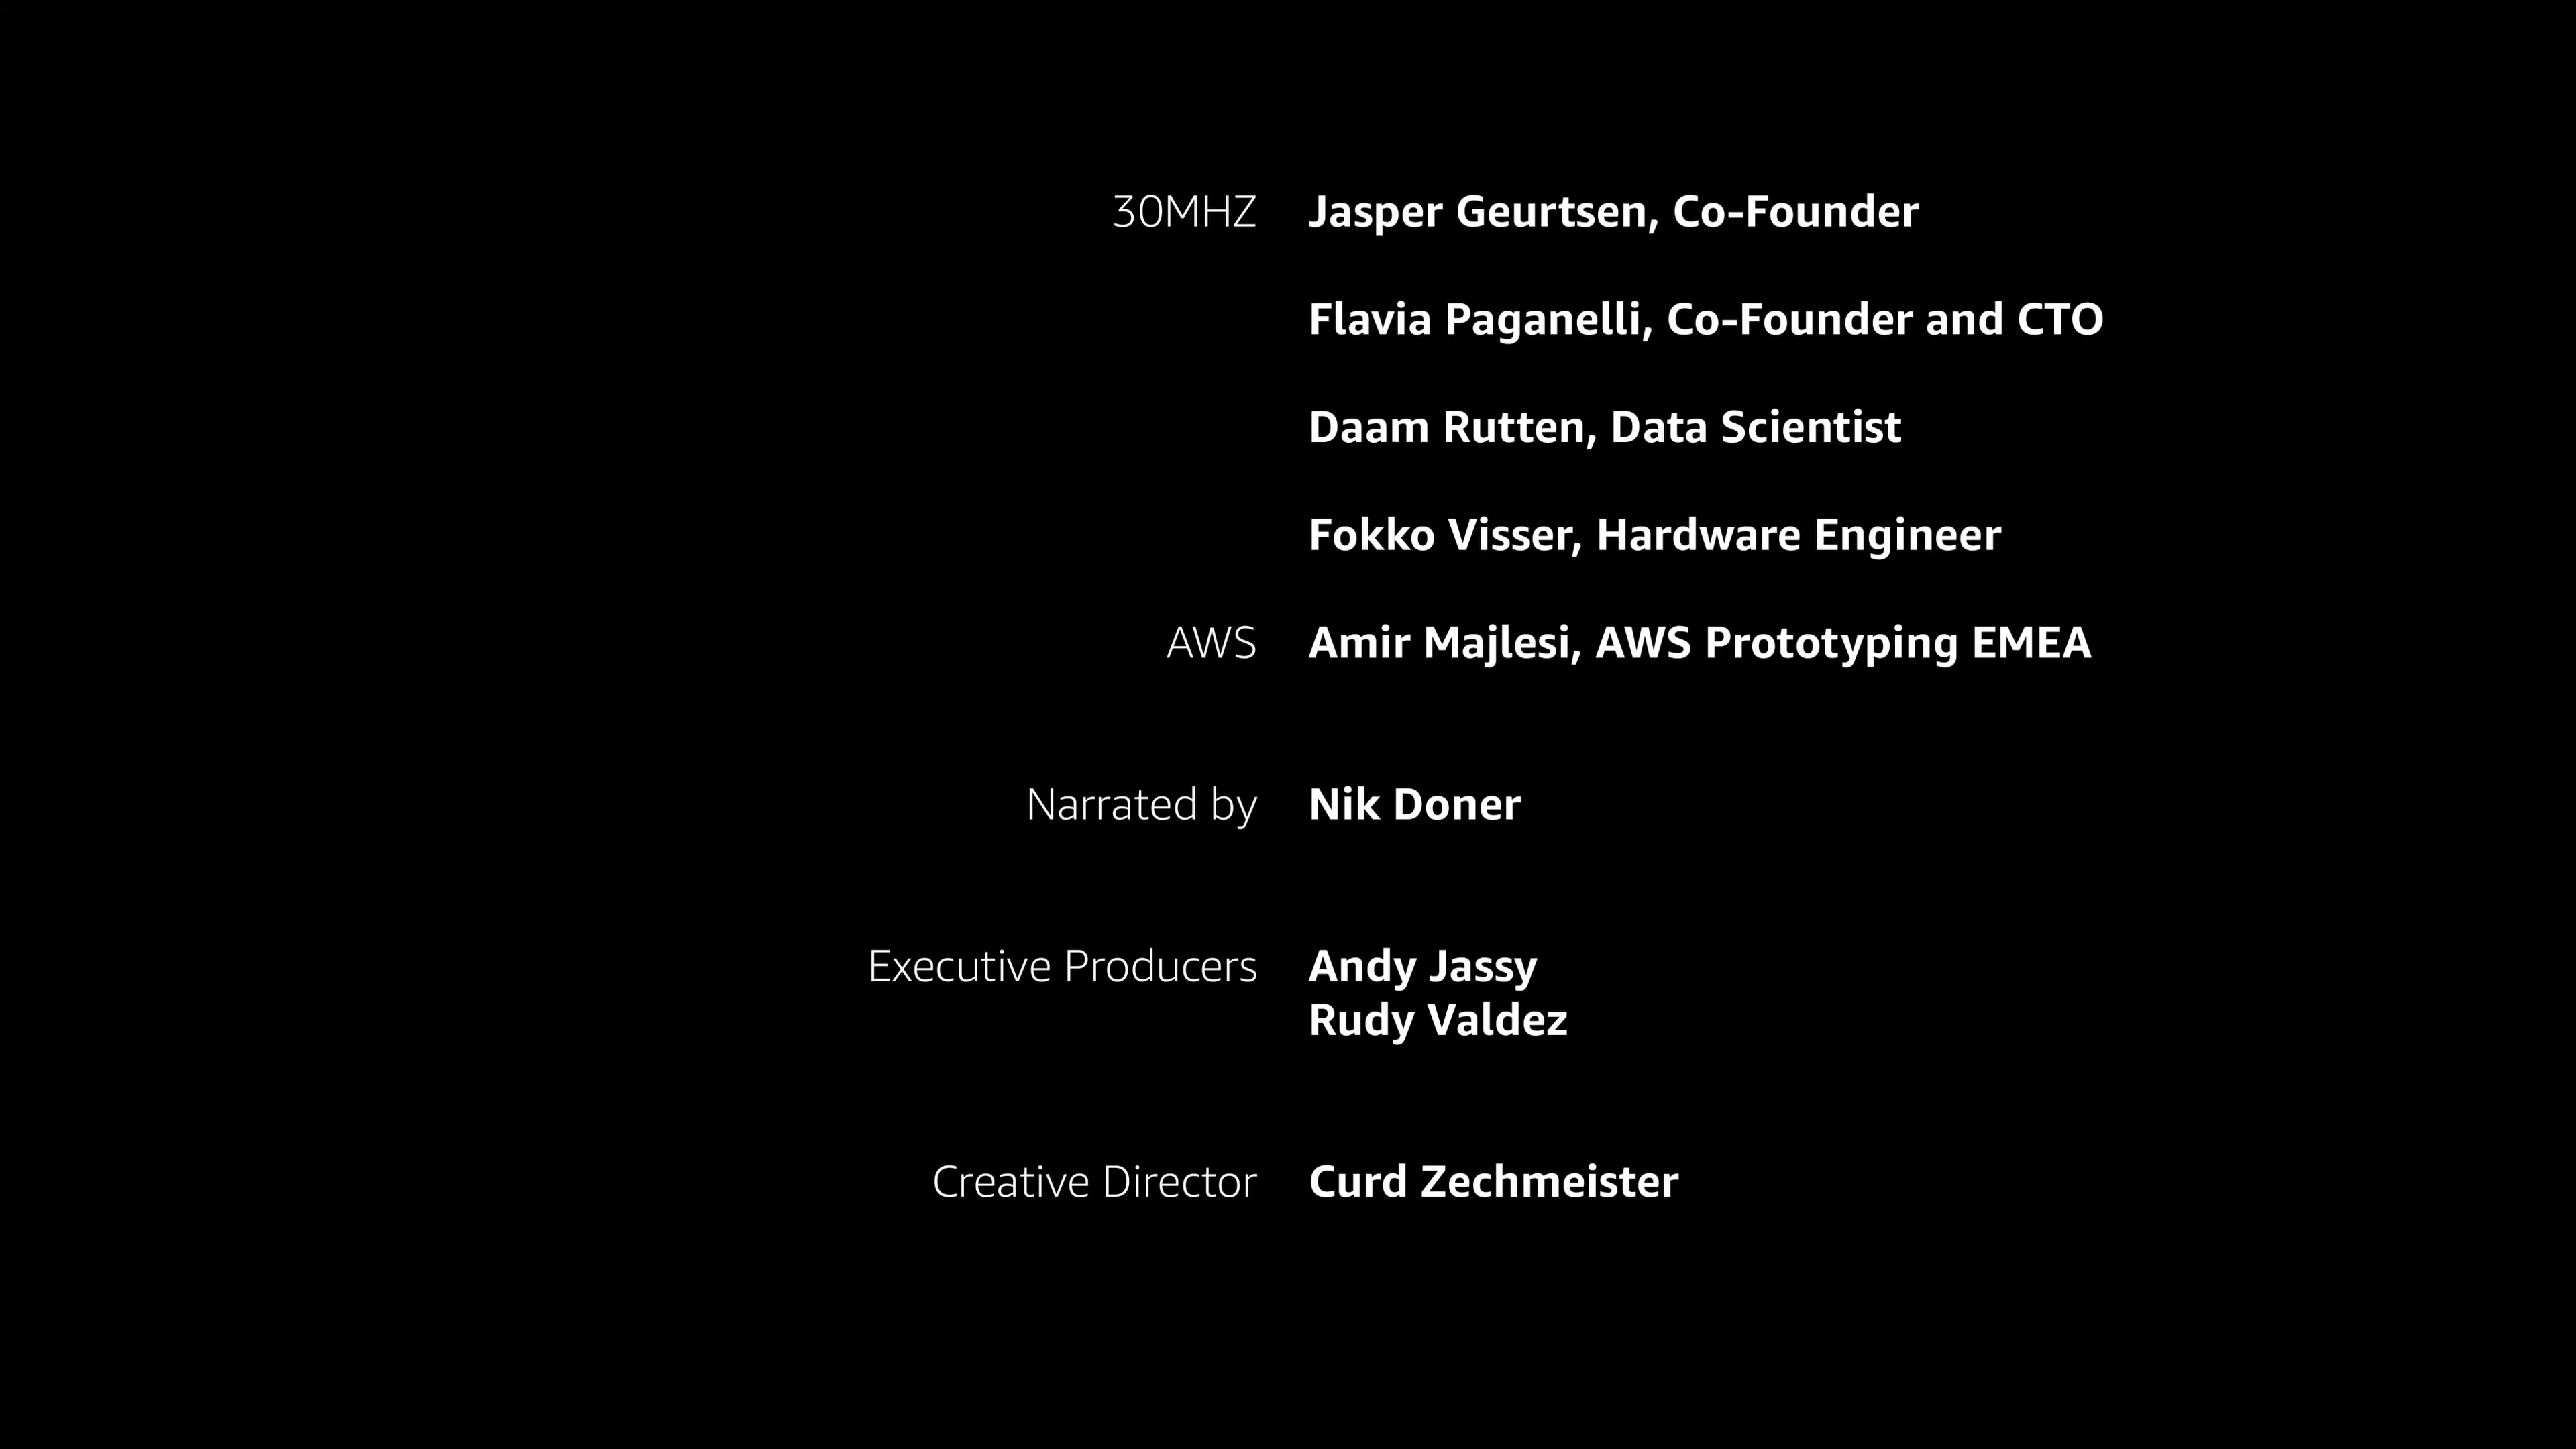 30MHZ Jasper Geurtsen, Co-Founder
Flavia Paganelli, Co-Founder and CTO
Daam Rutten, Data Scientist
Fokko Visser, Hardware Engineer
AWS Amir Majlesi, AWS Prototyping EMEA
Narrated by Nik Doner
Executive Producers Andy Jassy
Rudy Valdez
Creative Director Curd Zechmeister